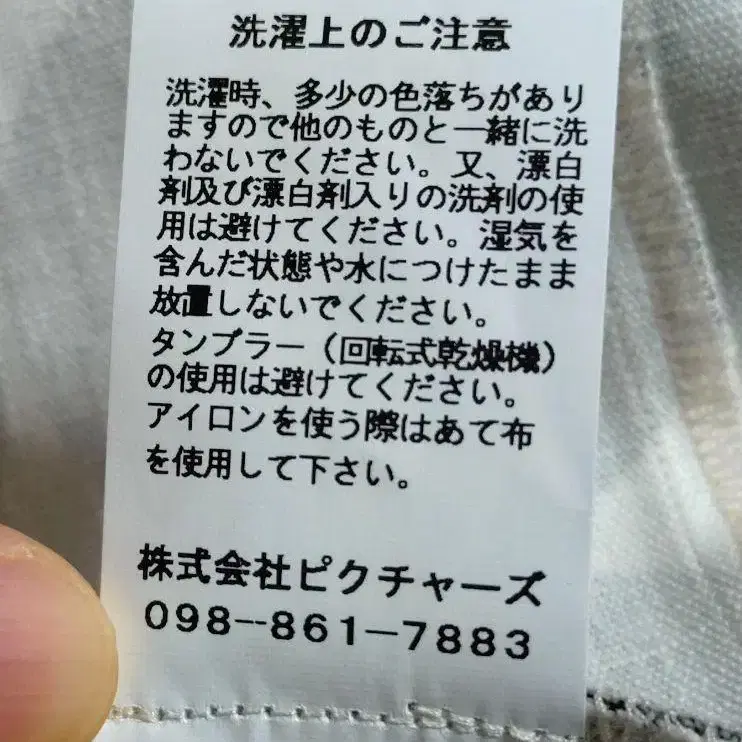 洗濯上のご注意
洗濯時、多少の色落ちがあり
ますので他のものと一緒に洗
わないでください。又、漂白
剤及び漂白剤入りの洗剤の使
用は避けてください。湿気を
含んだ状態や水につけたまま
放置しないでください。
タンブラー（回転式乾燥機）
の使用は避けてください。
アイロンを使う際はあて布
を使用して下さい。
株式会社ピクチャーズ
098-861-7883